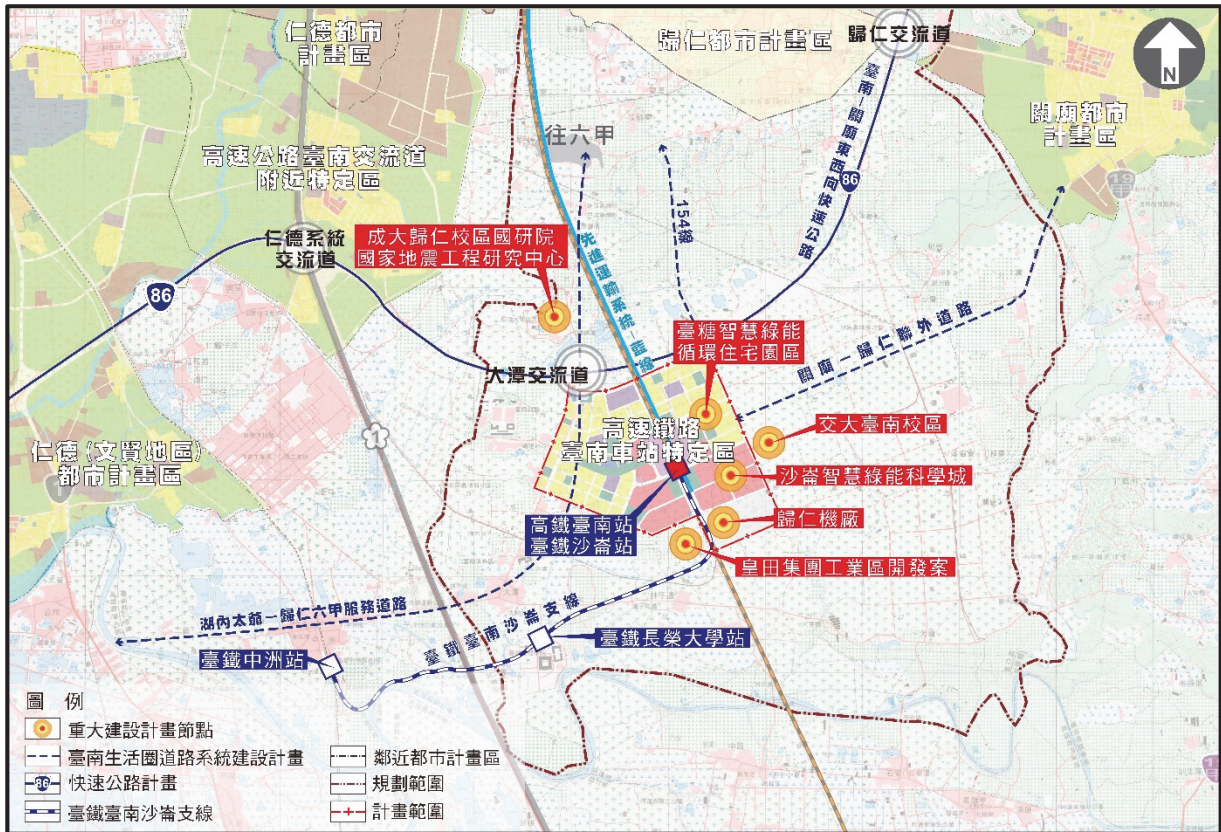 仁德都市
計畫區
歸仁都市計畫區
歸仁交流道
N
關廟都市
計畫區
高速公路臺南交流道
附近特定區
往六甲
154線
臺南-關廟東西向快速公路
86
19甲
仁德系統
交流道
成大歸仁校區國研院
國家地震工程研究中心
先進運輸系統-藍線
86
臺糖智慧綠能
循環住宅園區
大潭交流道
關廟-歸仁聯外道路
高速鐵路
臺南車站特定區
交大臺南校區
1
仁德(文賢地區)
都市計畫區
1
沙崙智慧綠能科學城
高鐵臺南站
臺鐵沙崙站
歸仁機廠
皇田集團工業區開發案
湖內太爺-歸仁六甲服務道路
臺鐵臺南沙崙支線
臺鐵長榮大學站
臺鐵中洲站
圖 例
重大建設計畫節點
臺南生活圈道路系統建設計畫
鄰近都市計畫區
86
快速公路計畫
規劃範圍
臺鐵臺南沙崙支線
計畫範圍